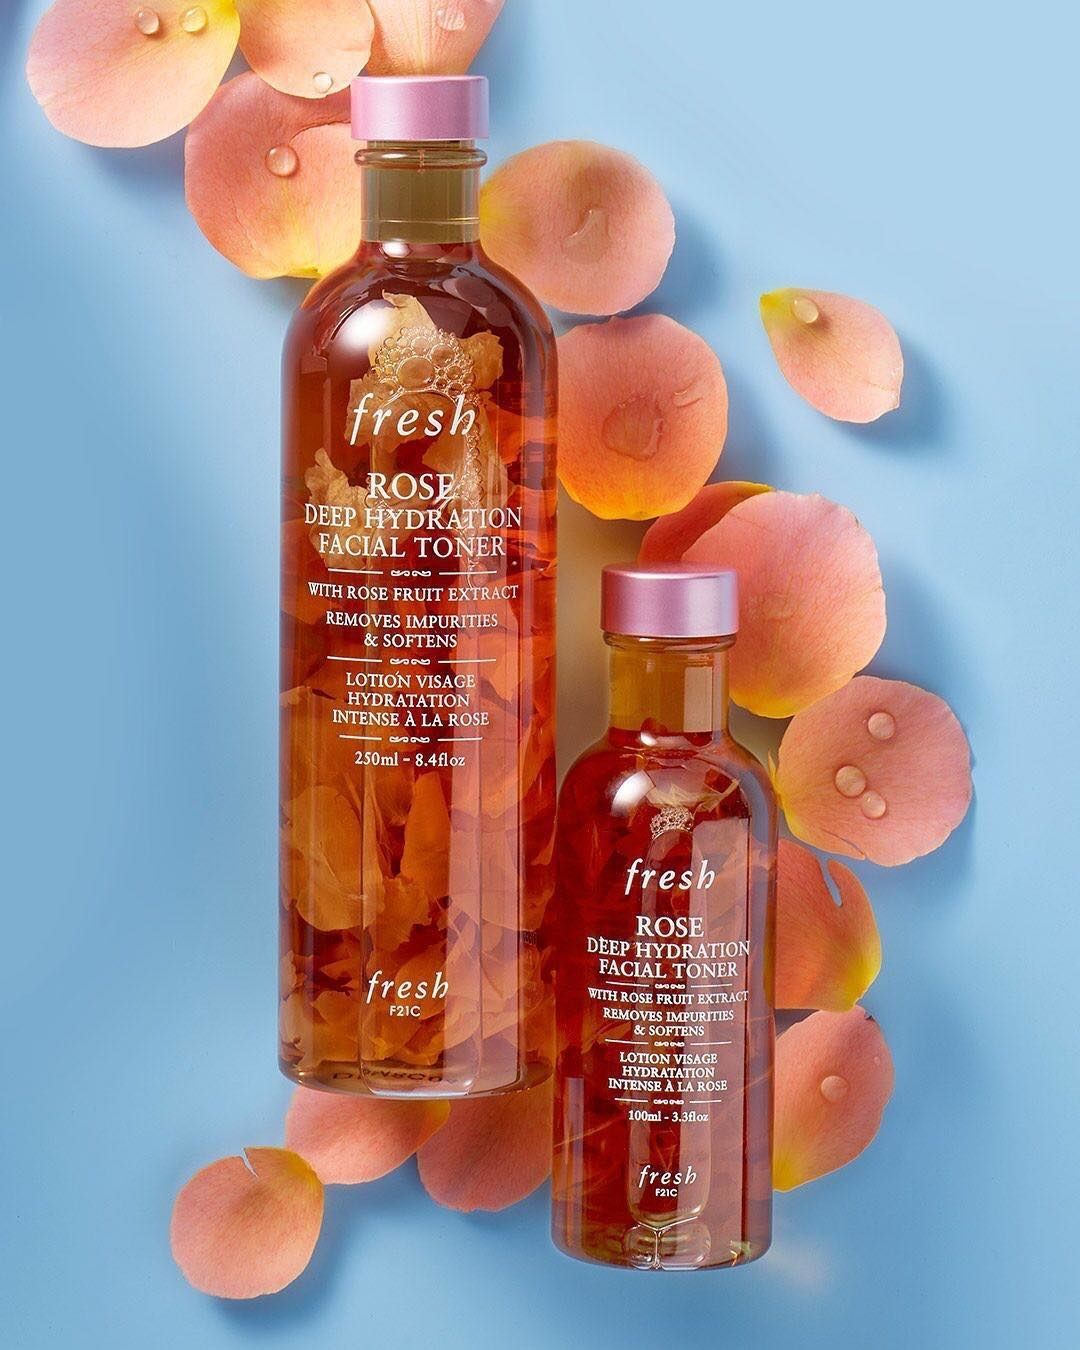 fresh
ROSE
DEEP HYDRATION
FACIAL TONER
WITH ROSE FRUIT EXTRACT
REMOVES IMPURITIES
& SOFTENS
LOTION VISAGE
HYDRATATION
INTENSE À LA ROSE
250ml - 8.4fl oz
fresh
F21C
fresh
ROSE
DEEP HYDRATION
FACIAL TONER
WITH ROSE FRUIT EXTRACT
REMOVES IMPURITIES
& SOFTENS
LOTION VISAGE
HYDRATATION
INTENSE À LA ROSE
100ml - 3.3fl oz
fresh
F21C